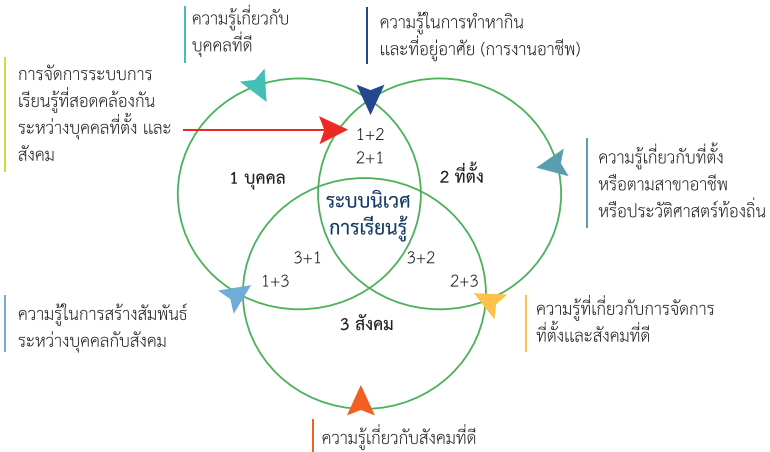 ความรู้เกี่ยวกับ
บุคคลที่ดี
ความรู้ในการทำหากิน
และที่อยู่อาศัย (การงานอาชีพ)
การจัดการระบบการ
เรียนรู้ที่สอดคล้องกัน
ระหว่างบุคคลที่ตั้ง และ
สังคม
1+2
2+1
1 บุคคล
2 ที่ตั้ง
ความรู้เกี่ยวกับที่ตั้ง
หรือตามสาขาอาชีพ
หรือประวัติศาสตร์ท้องถิ่น
ระบบนิเวศ
การเรียนรู้
3+1
3+2
1+3
2+3
ความรู้ในการสร้างสัมพันธ์
ระหว่างบุคคลกับสังคม
3 สังคม
ความรู้ที่เกี่ยวกับการจัดการ
ที่ตั้งและสังคมที่ดี
ความรู้เกี่ยวกับสังคมที่ดี